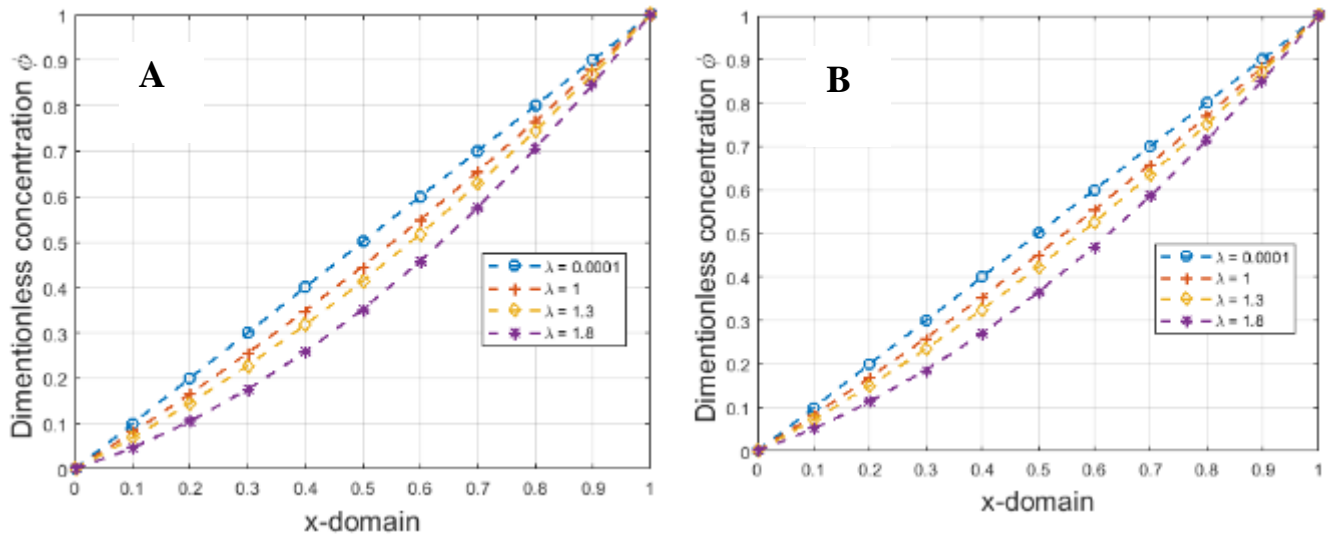 A
Dimentionless concentration ϕ
1
0.9
0.8
0.7
0.6
0.5
0.4
0.3
0.2
0.1
0
λ = 0.0001
λ = 1
λ = 1.3
λ = 1.8
0 0.1 0.2 0.3 0.4 0.5 0.6 0.7 0.8 0.9 1
x-domain
B
Dimentionless concentration ϕ
1
0.9
0.8
0.7
0.6
0.5
0.4
0.3
0.2
0.1
0
λ = 0.0001
λ = 1
λ = 1.3
λ = 1.8
0 0.1 0.2 0.3 0.4 0.5 0.6 0.7 0.8 0.9 1
x-domain